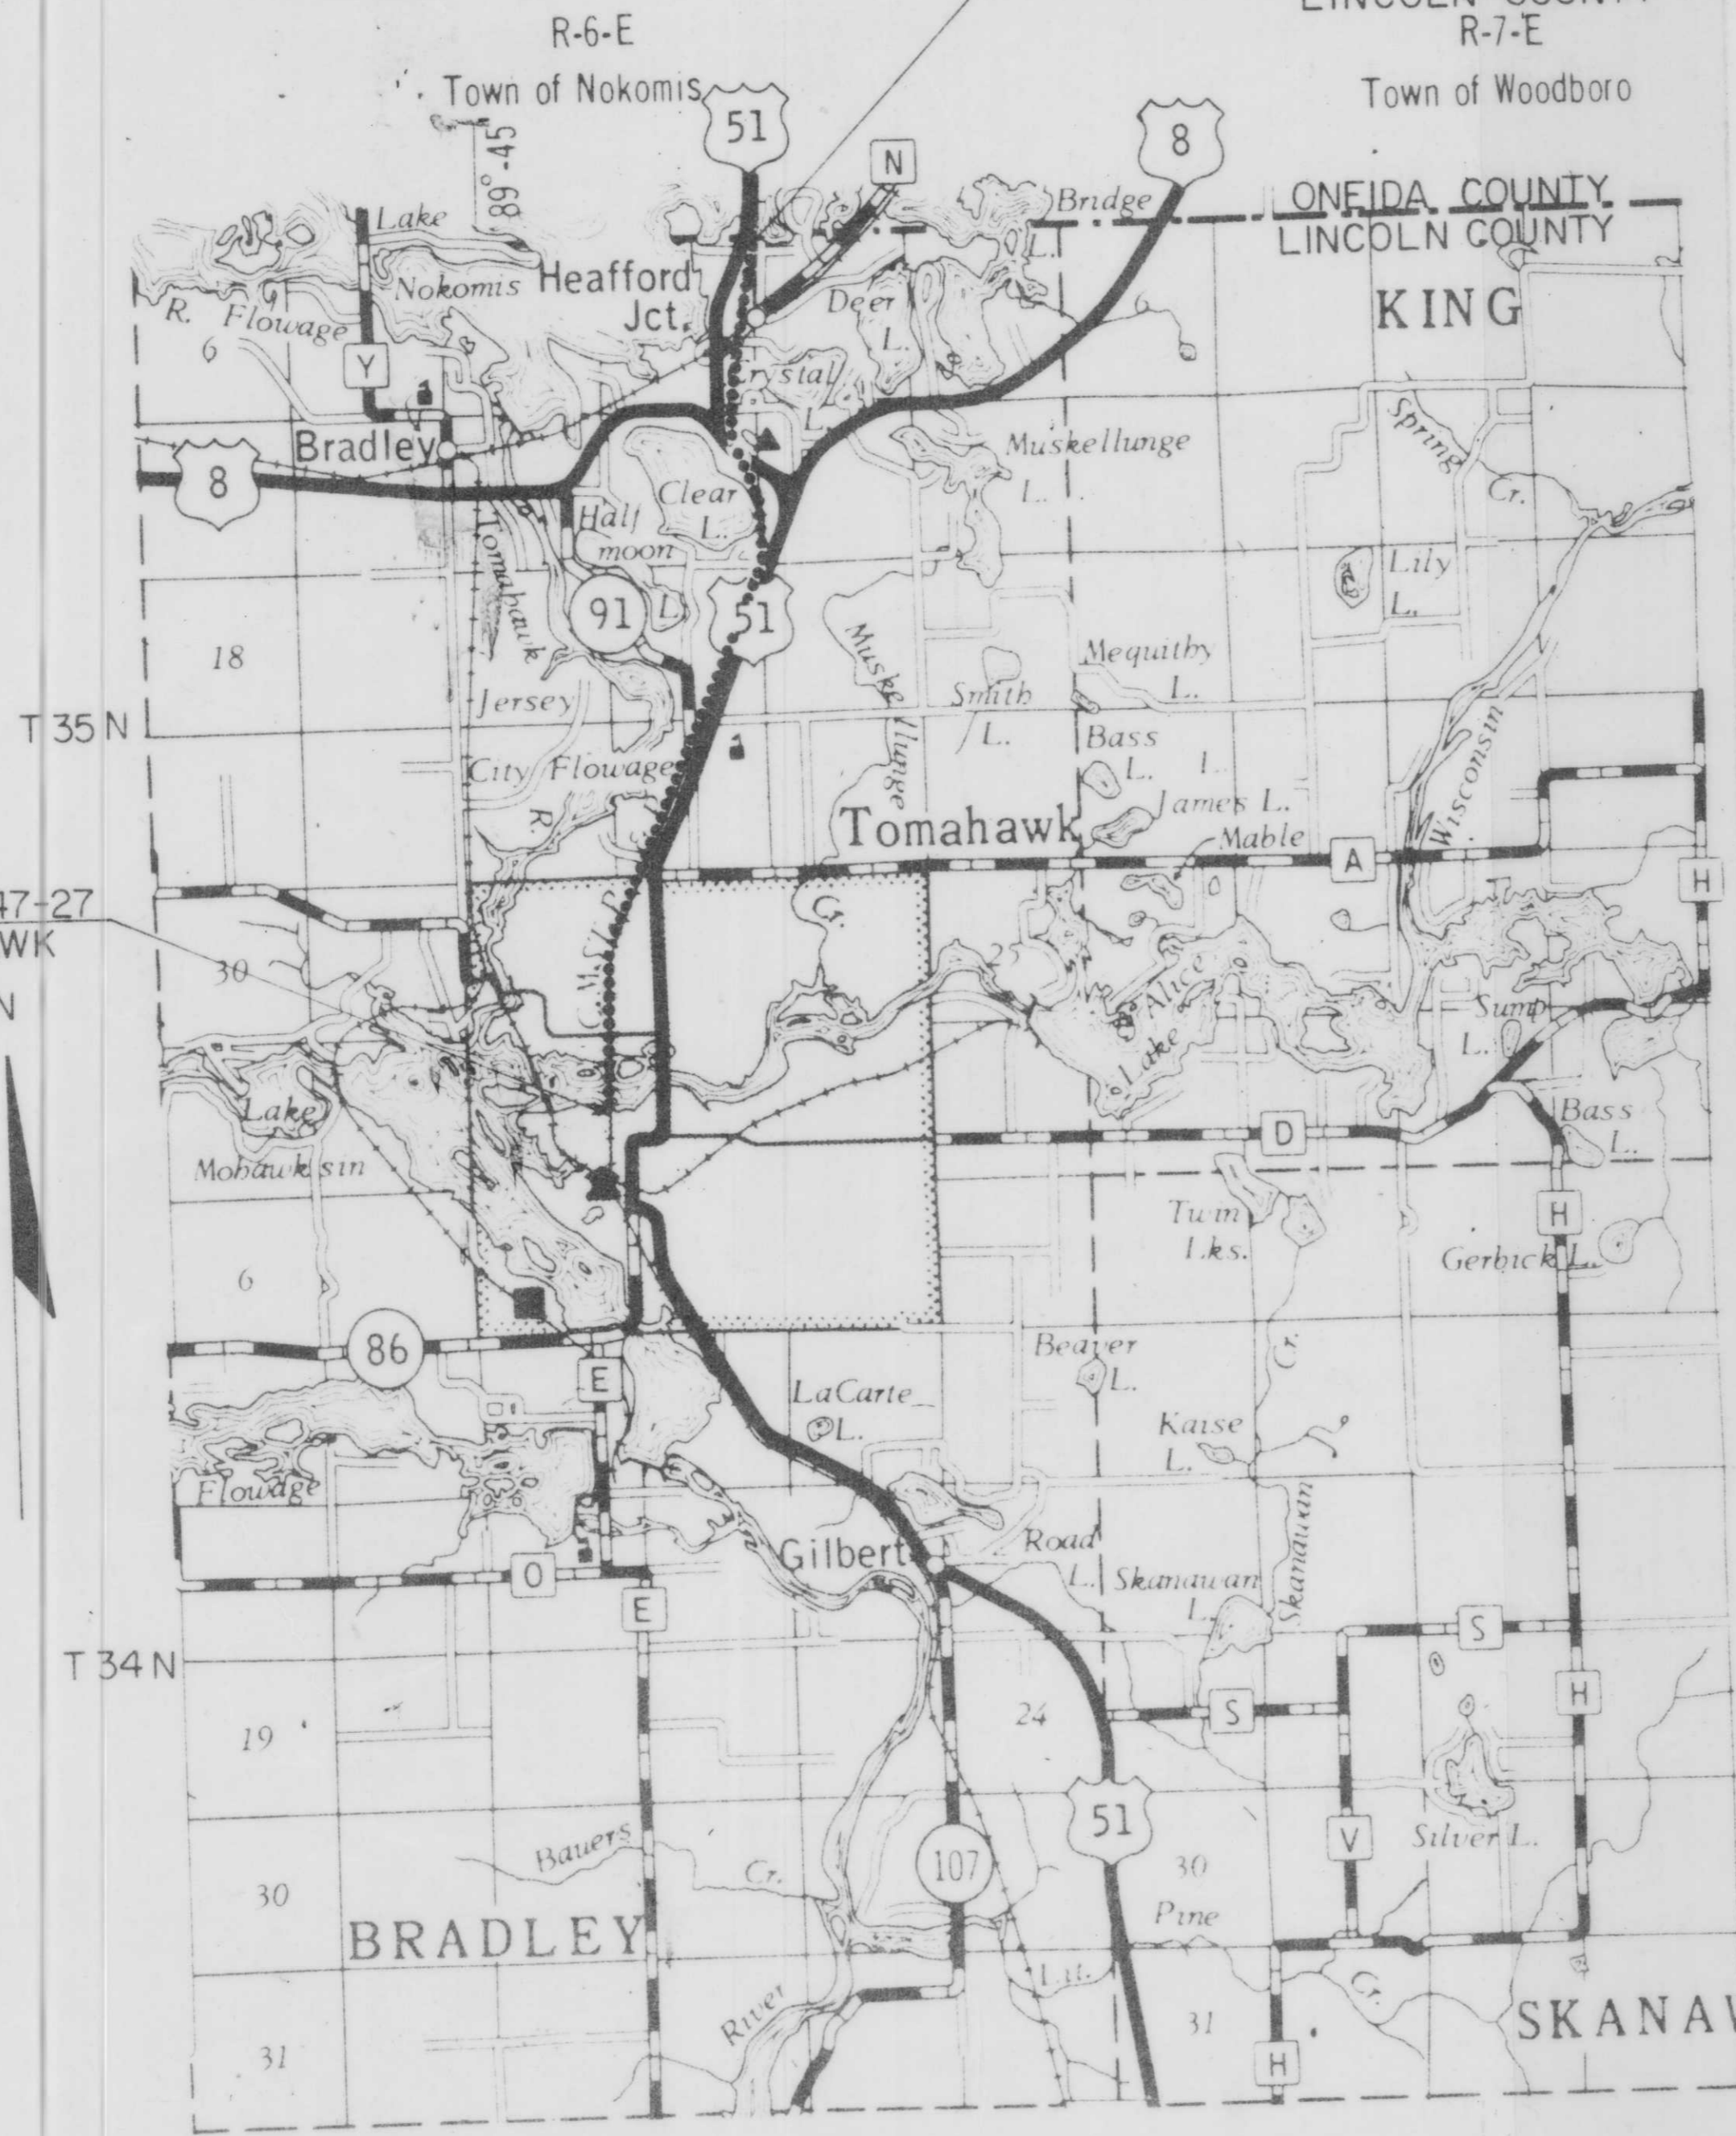 LINCOLN COUNTY
R-6-E
R-7-E
Town of Nokomis
Town of Woodboro
51
8
N
89°-45
Lake
Bridge
L.
ONEIDA COUNTY
LINCOLN COUNTY
Nokomis
Heafford
Jct.
Deer
L.
KING
R. Flowage
6
Y
Crystal
L.
Spring
Cr.
Bradley
Muskellunge
L.
8
Clear
L.
Half
moon
L.
Tomahawk
R.
91
51
Lily
L.
18
Muskellunge
Cr.
Smith
L.
Mequithy
L.
Jersey
City Flowage
T 35 N
Bass
L.
James L.
Mable
Wisconsin
Tomahawk
A
H
47-27
WK
N
30
C.M.St.P.
25
Lake Alice
Sump
L.
Lake
Mohawksin
D
Bass
L.
H
Twin
Lks.
Gerbick L.
6
86
E
Beaver
L.
Cr.
LaCarte
L.
Kaise
L.
Flowage
Gilbert
Road
L.
Skanawan
L.
Skanawan
O
E
S
T 34 N
H
19
24
S
51
V
Silver L.
Bauers
Cr.
107
30
30
Pine
BRADLEY
Lit.
Cr.
River
31
31
H
SKANAW